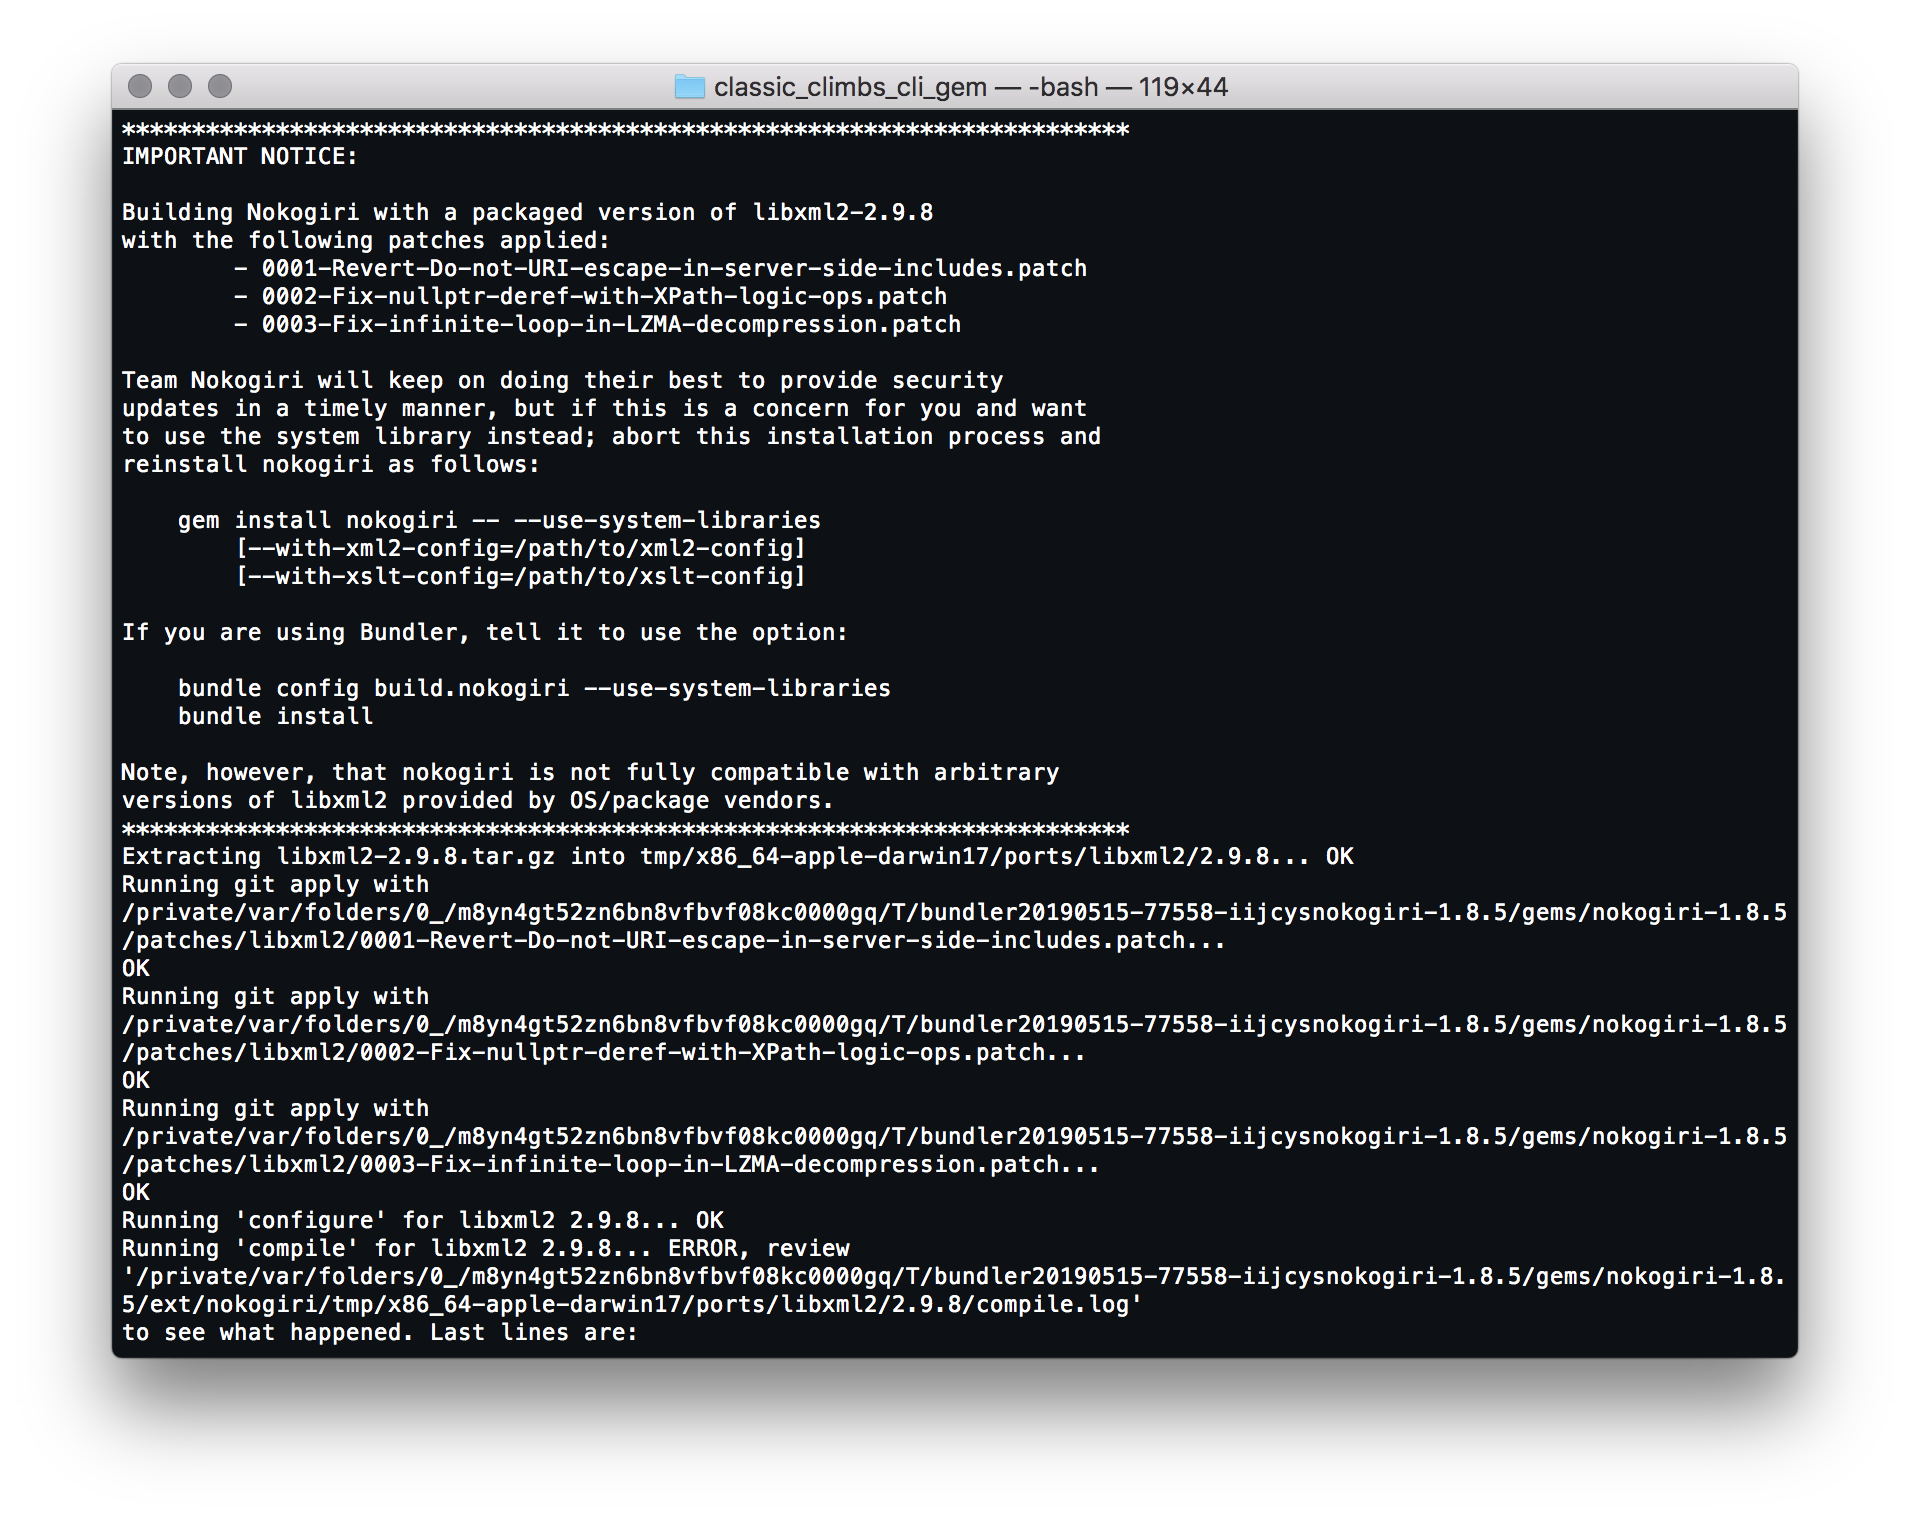 classic_climbs_cli_gem — -bash — 119×44
************************************************************************
IMPORTANT NOTICE:
Building Nokogiri with a packaged version of libxml2-2.9.8
with the following patches applied:
- 0001-Revert-Do-not-URI-escape-in-server-side-includes.patch
- 0002-Fix-nullptr-deref-with-XPath-logic-ops.patch
- 0003-Fix-infinite-loop-in-LZMA-decompression.patch
Team Nokogiri will keep on doing their best to provide security
updates in a timely manner, but if this is a concern for you and want
to use the system library instead; abort this installation process and
reinstall nokogiri as follows:
gem install nokogiri -- --use-system-libraries
[--with-xml2-config=/path/to/xml2-config]
[--with-xslt-config=/path/to/xslt-config]
If you are using Bundler, tell it to use the option:
bundle config build.nokogiri --use-system-libraries
bundle install
Note, however, that nokogiri is not fully compatible with arbitrary
versions of libxml2 provided by OS/package vendors.
************************************************************************
Extracting libxml2-2.9.8.tar.gz into tmp/x86_64-apple-darwin17/ports/libxml2/2.9.8... OK
Running git apply with
/private/var/folders/0_/m8yn4gt52zn6bn8vfbvf08kc0000gq/T/bundler20190515-77558-iijcysnokogiri-1.8.5/gems/nokogiri-1.8.5
/patches/libxml2/0001-Revert-Do-not-URI-escape-in-server-side-includes.patch...
OK
Running git apply with
/private/var/folders/0_/m8yn4gt52zn6bn8vfbvf08kc0000gq/T/bundler20190515-77558-iijcysnokogiri-1.8.5/gems/nokogiri-1.8.5
/patches/libxml2/0002-Fix-nullptr-deref-with-XPath-logic-ops.patch...
OK
Running git apply with
/private/var/folders/0_/m8yn4gt52zn6bn8vfbvf08kc0000gq/T/bundler20190515-77558-iijcysnokogiri-1.8.5/gems/nokogiri-1.8.5
/patches/libxml2/0003-Fix-infinite-loop-in-LZMA-decompression.patch...
OK
Running 'configure' for libxml2 2.9.8... OK
Running 'compile' for libxml2 2.9.8... ERROR, review
'/private/var/folders/0_/m8yn4gt52zn6bn8vfbvf08kc0000gq/T/bundler20190515-77558-iijcysnokogiri-1.8.5/gems/nokogiri-1.8.
5/ext/nokogiri/tmp/x86_64-apple-darwin17/ports/libxml2/2.9.8/compile.log'
to see what happened. Last lines are: